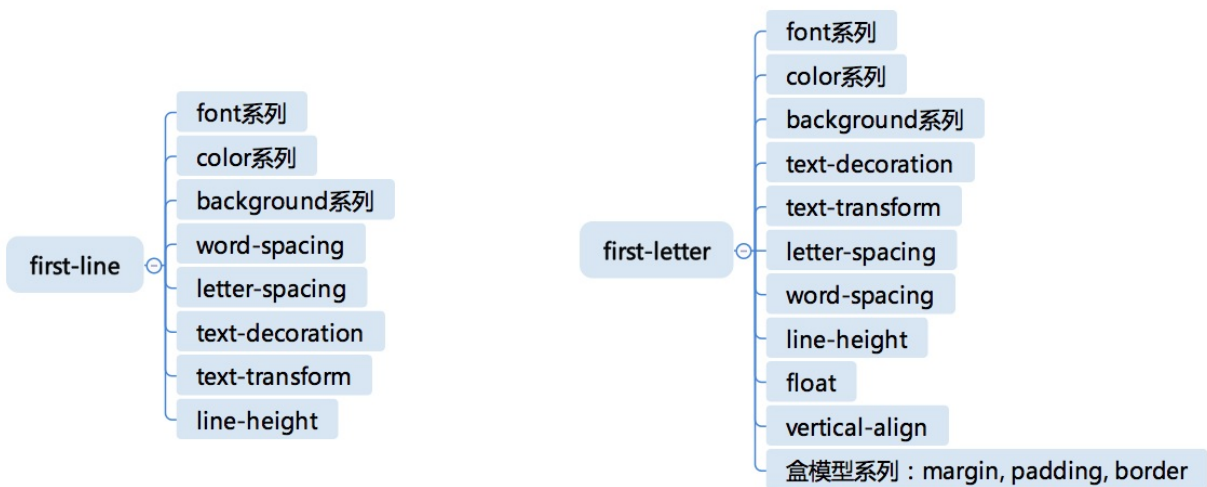 first-line
font系列
color系列
background系列
word-spacing
letter-spacing
text-decoration
text-transform
line-height
first-letter
font系列
color系列
background系列
text-decoration
text-transform
letter-spacing
word-spacing
line-height
float
vertical-align
盒模型系列：margin, padding, border